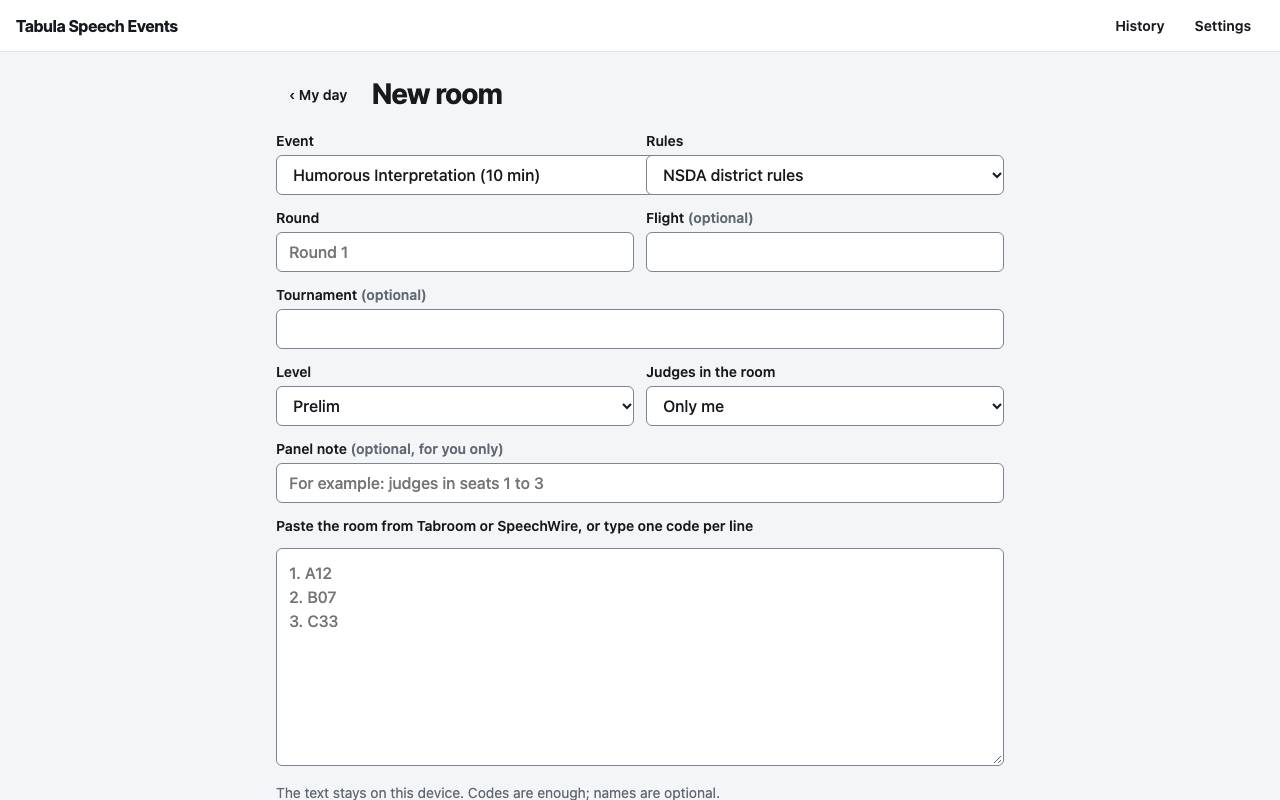 Tabula Speech Events
History
Settings
‹ My day
New room
Event
Rules
Humorous Interpretation (10 min)
NSDA district rules
Round
Flight (optional)
Round 1
Tournament (optional)
Level
Judges in the room
Prelim
Only me
Panel note (optional, for you only)
For example: judges in seats 1 to 3
Paste the room from Tabroom or SpeechWire, or type one code per line
1. A12
2. B07
3. C33
The text stays on this device. Codes are enough; names are optional.